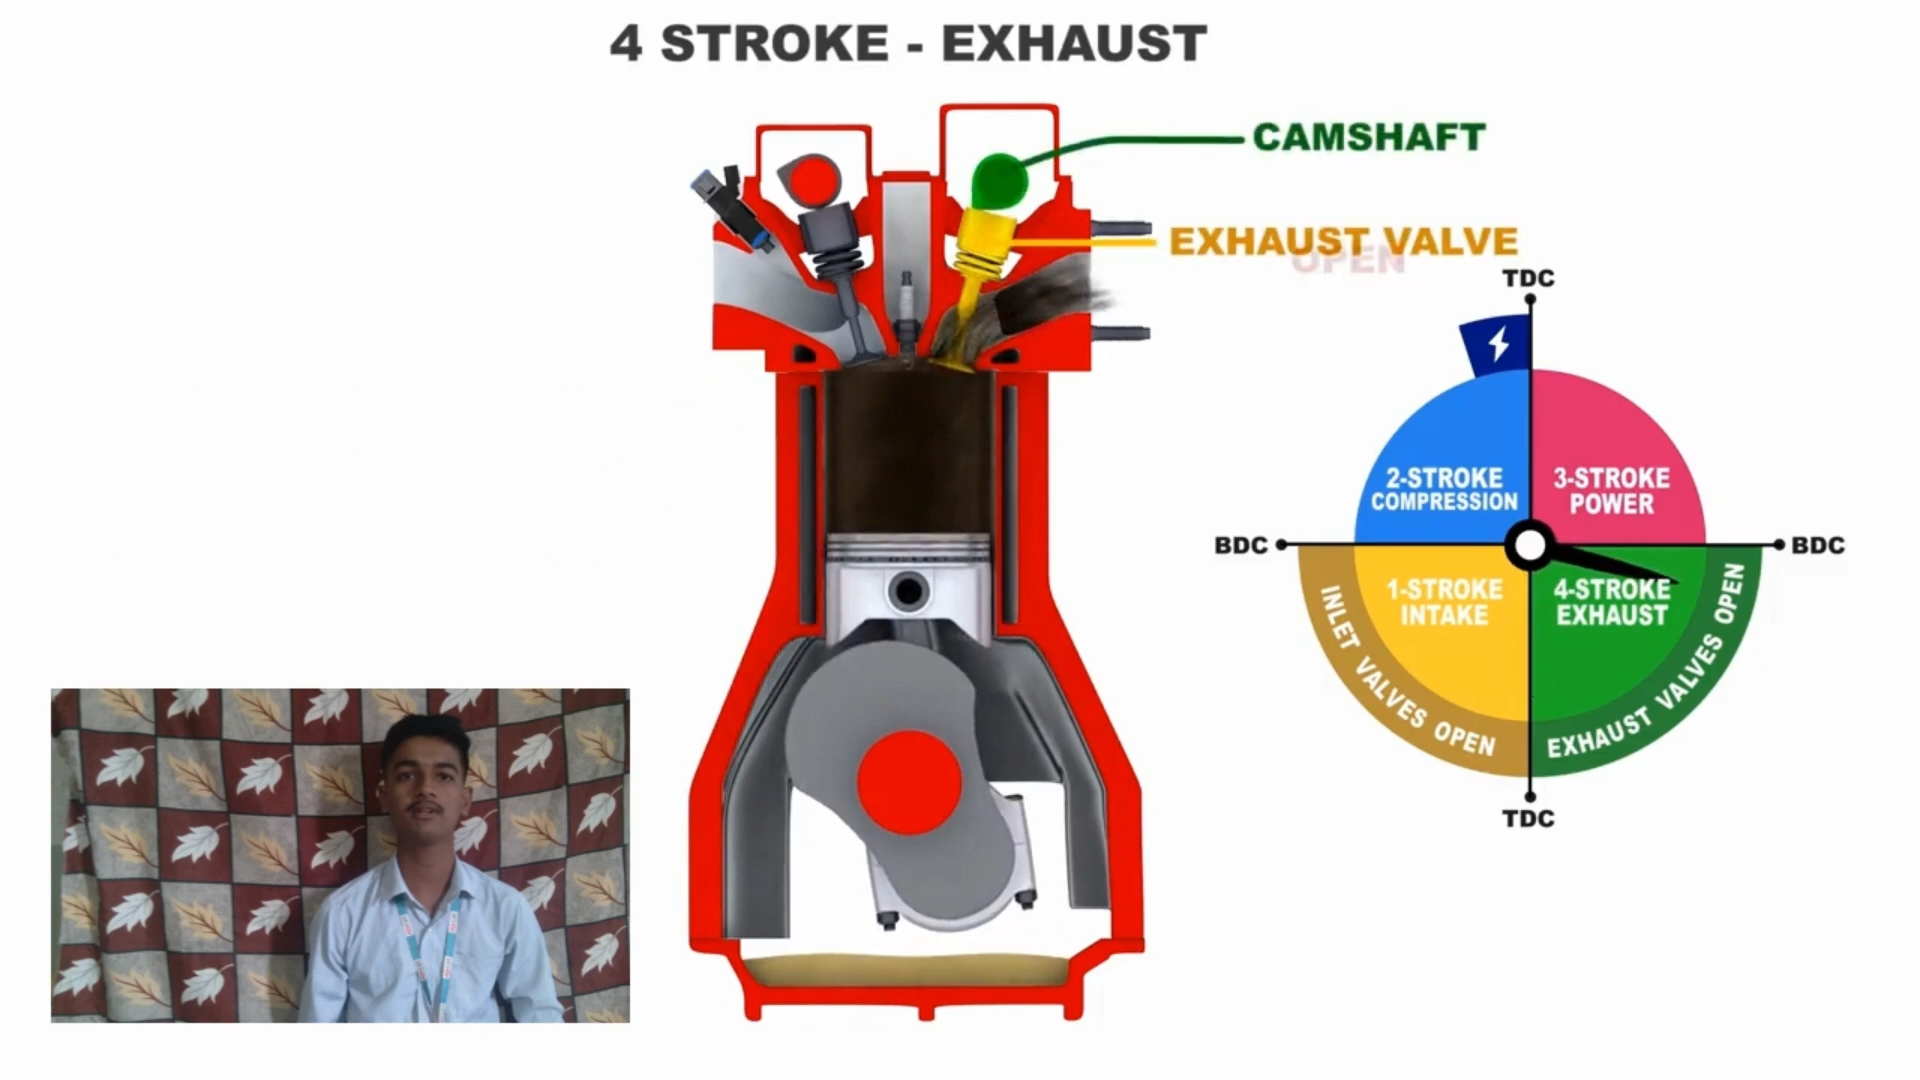 4 STROKE - EXHAUST
CAMSHAFT
EXHAUST VALVE
OPEN
TDC
2-STROKE
COMPRESSION
3-STROKE
POWER
BDC
BDC
1-STROKE
INTAKE
4-STROKE
EXHAUST
INLET VALVES OPEN
EXHAUST VALVES OPEN
TDC